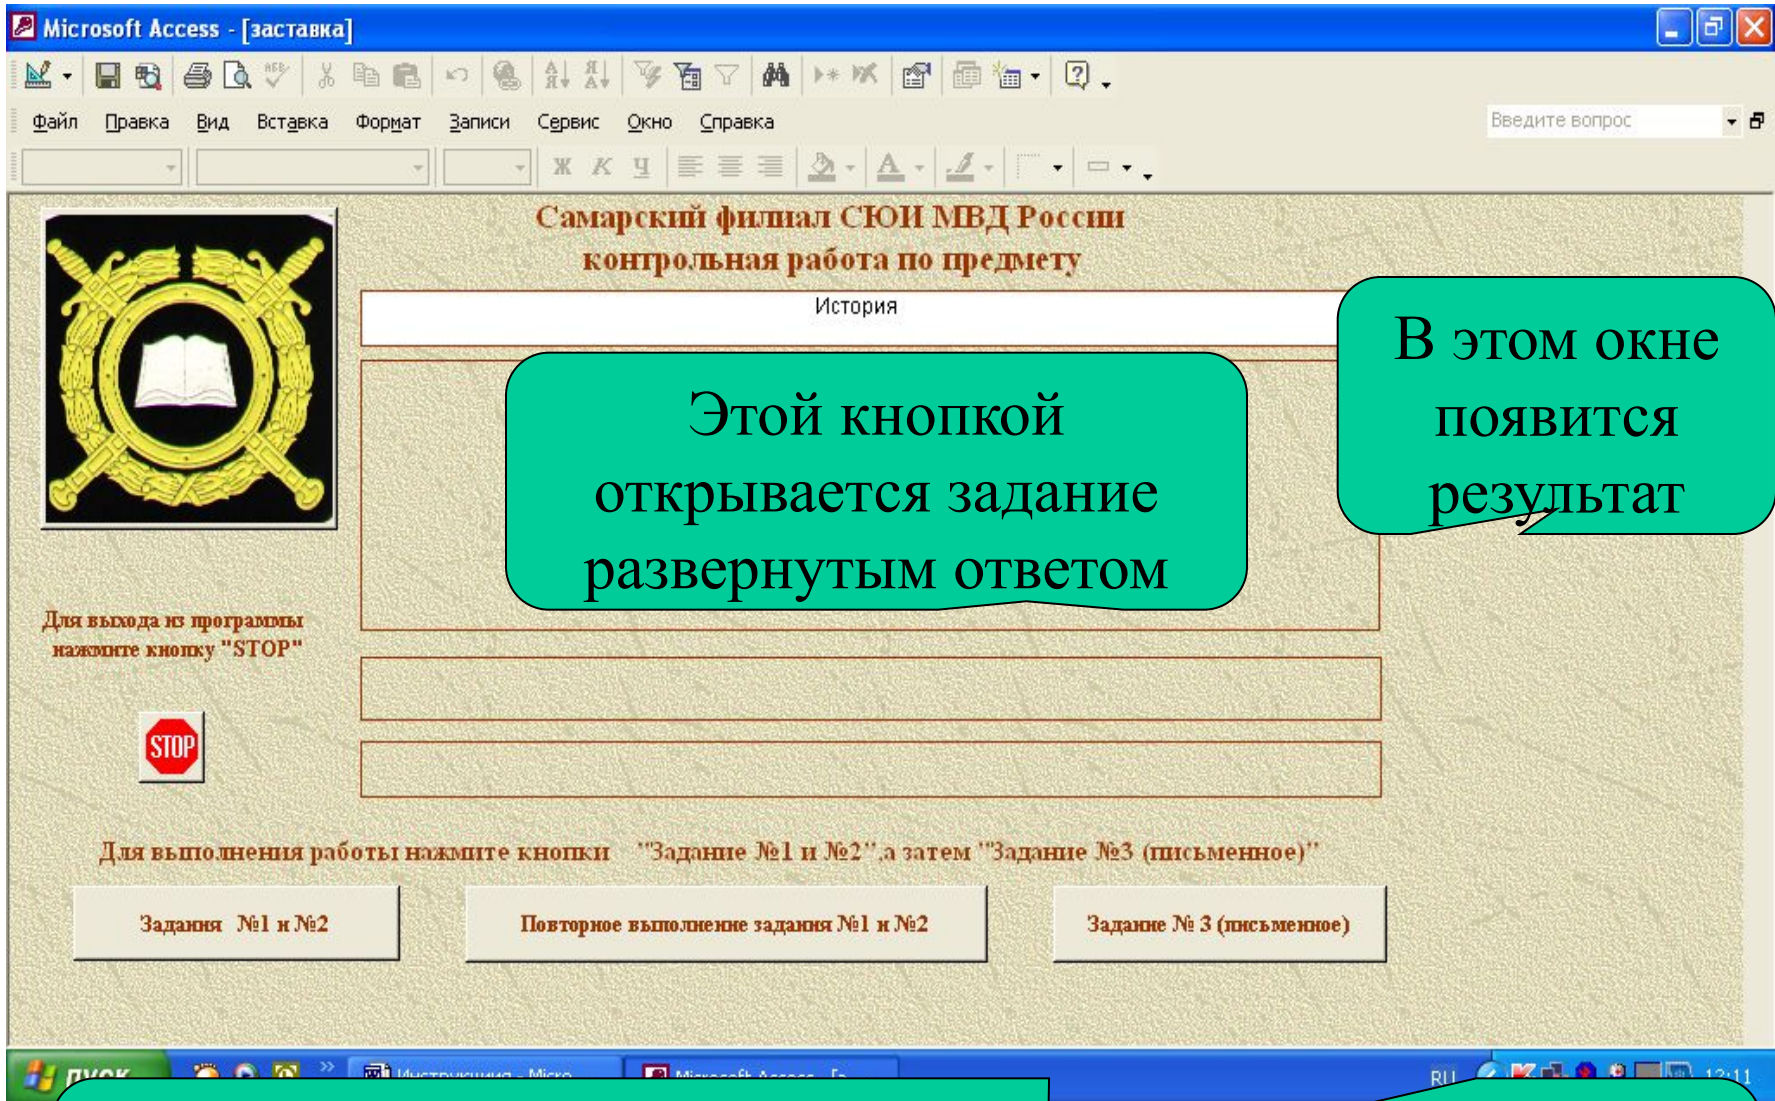 Microsoft Access - [заставка]
Файл Правка Вид Вставка Формат Записи Сервис Окно Справка
Введите вопрос
Ж К Ч
Самарский филиал СЮИ МВД России
контрольная работа по предмету
История
В этом окне
появится
результат
Этой кнопкой
открывается задание
развернутым ответом
Для выхода из программы
нажмите кнопку "STOP"
STOP
Для выполнения работы нажмите кнопки "Задание №1 и №2",а затем "Задание №3 (письменное)"
Задания №1 и №2
Повторное выполнение задания №1 и №2
Задание № 3 (письменное)
пуск
RU
12:11